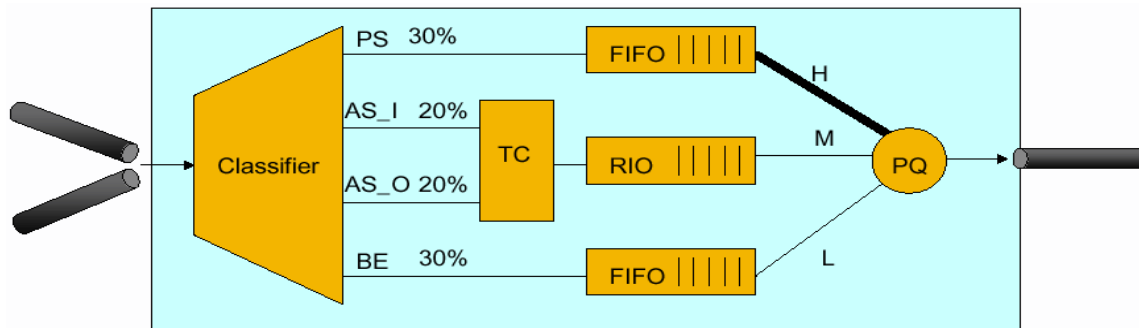 PS 30%
FIFO
H
AS_I 20%
TC
M
Classifier
RIO
PQ
AS_O 20%
BE 30%
FIFO
L